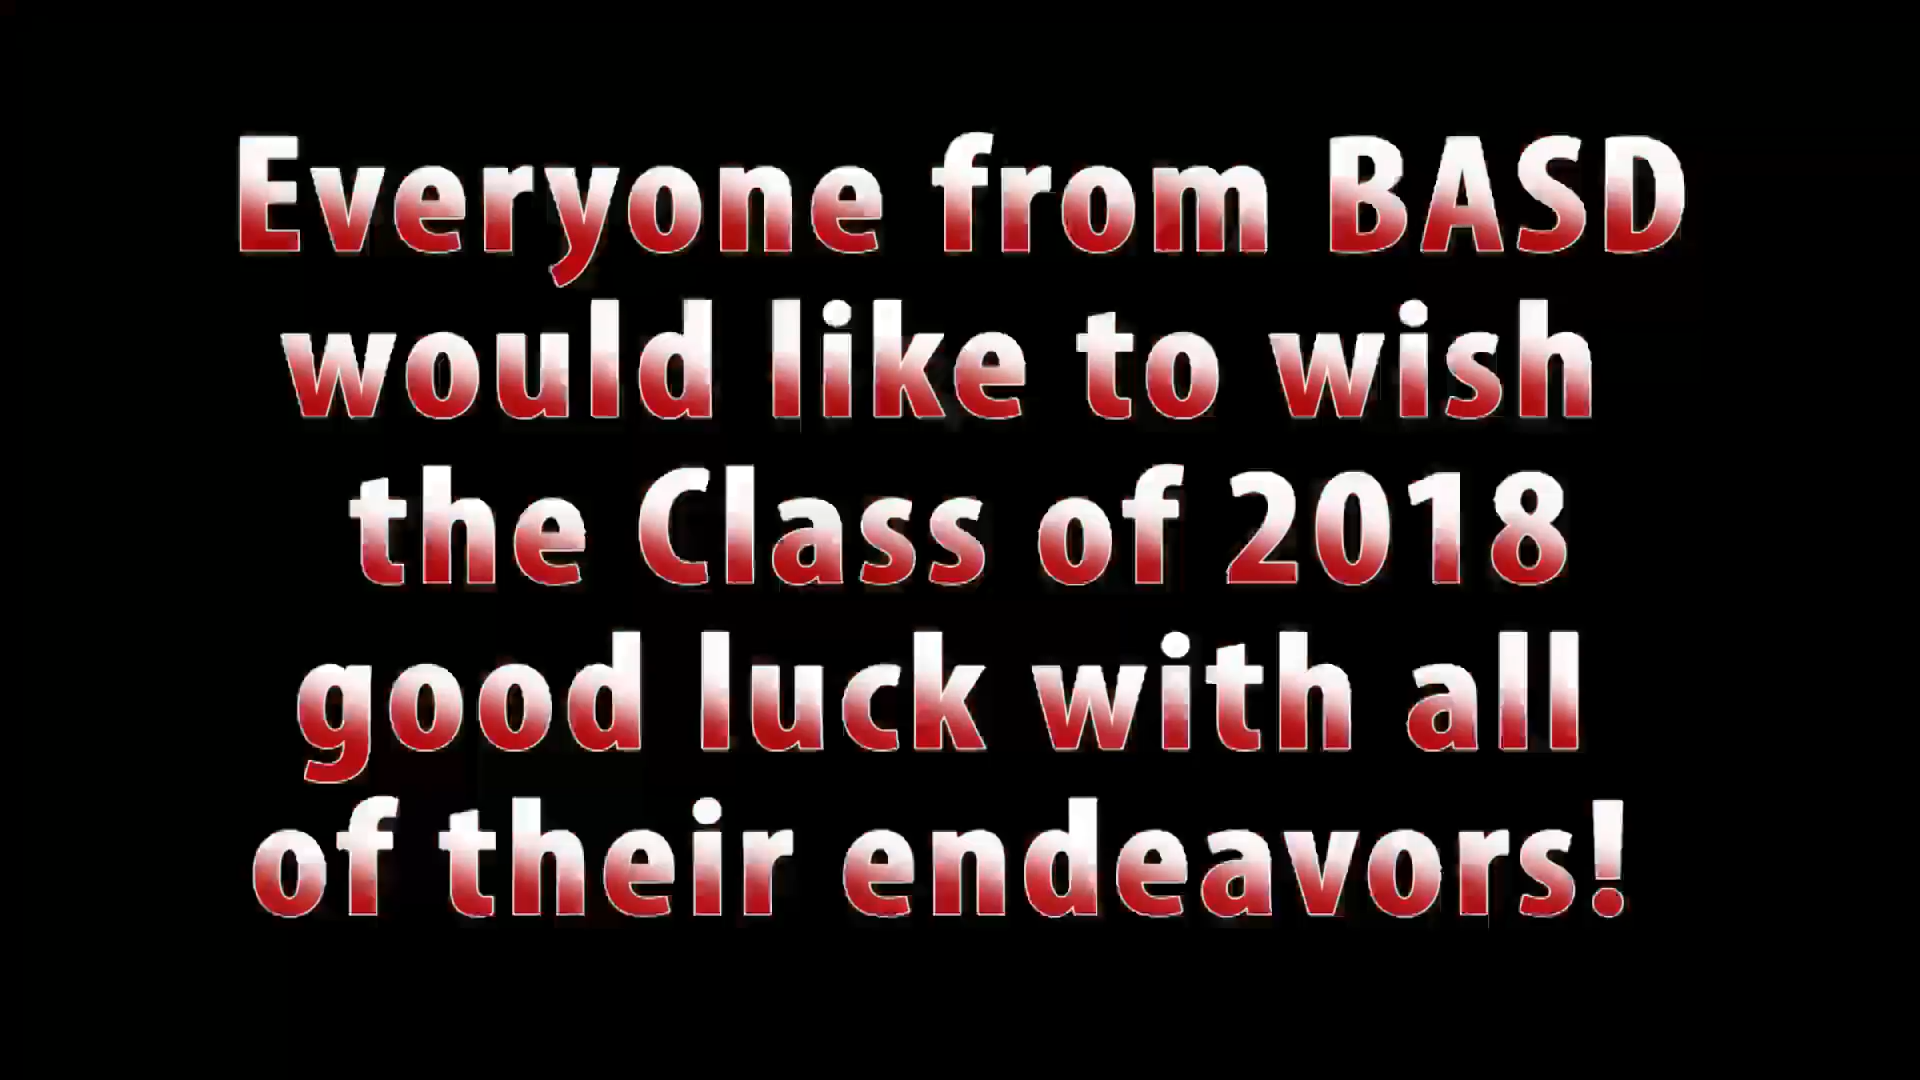 Everyone from BASD
would like to wish
the Class of 2018
good luck with all
of their endeavors!